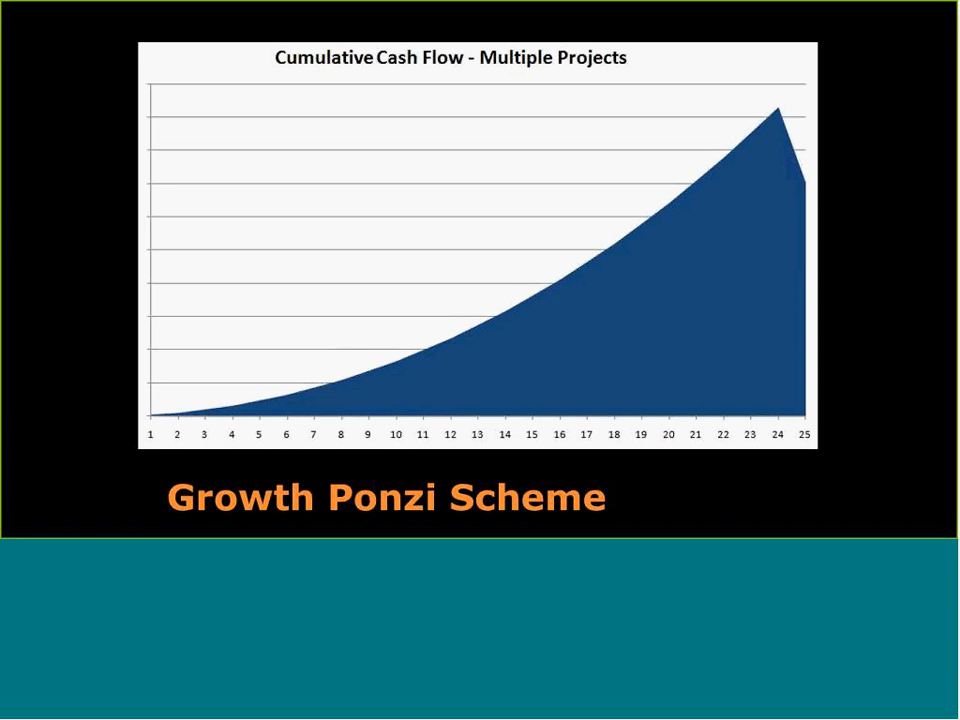 Cumulative Cash Flow - Multiple Projects
1 2 3 4 5 6 7 8 9 10 11 12 13 14 15 16 17 18 19 20 21 22 23 24 25
Growth Ponzi Scheme